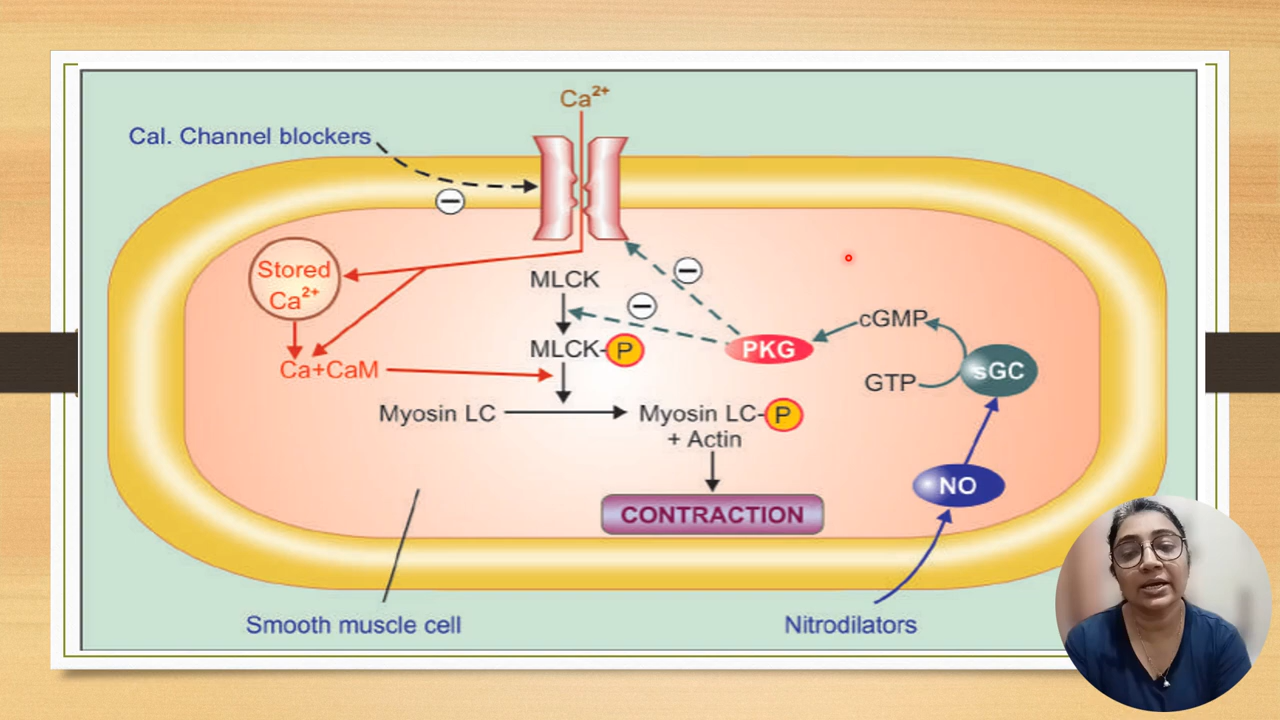 Ca²⁺
Cal. Channel blockers
−
Stored
Ca²⁺
MLCK
−
−
MLCK-P
PKG
cGMP
GTP
sGC
Ca+CaM
Myosin LC
Myosin LC-P
+ Actin
NO
CONTRACTION
Smooth muscle cell
Nitrodilators